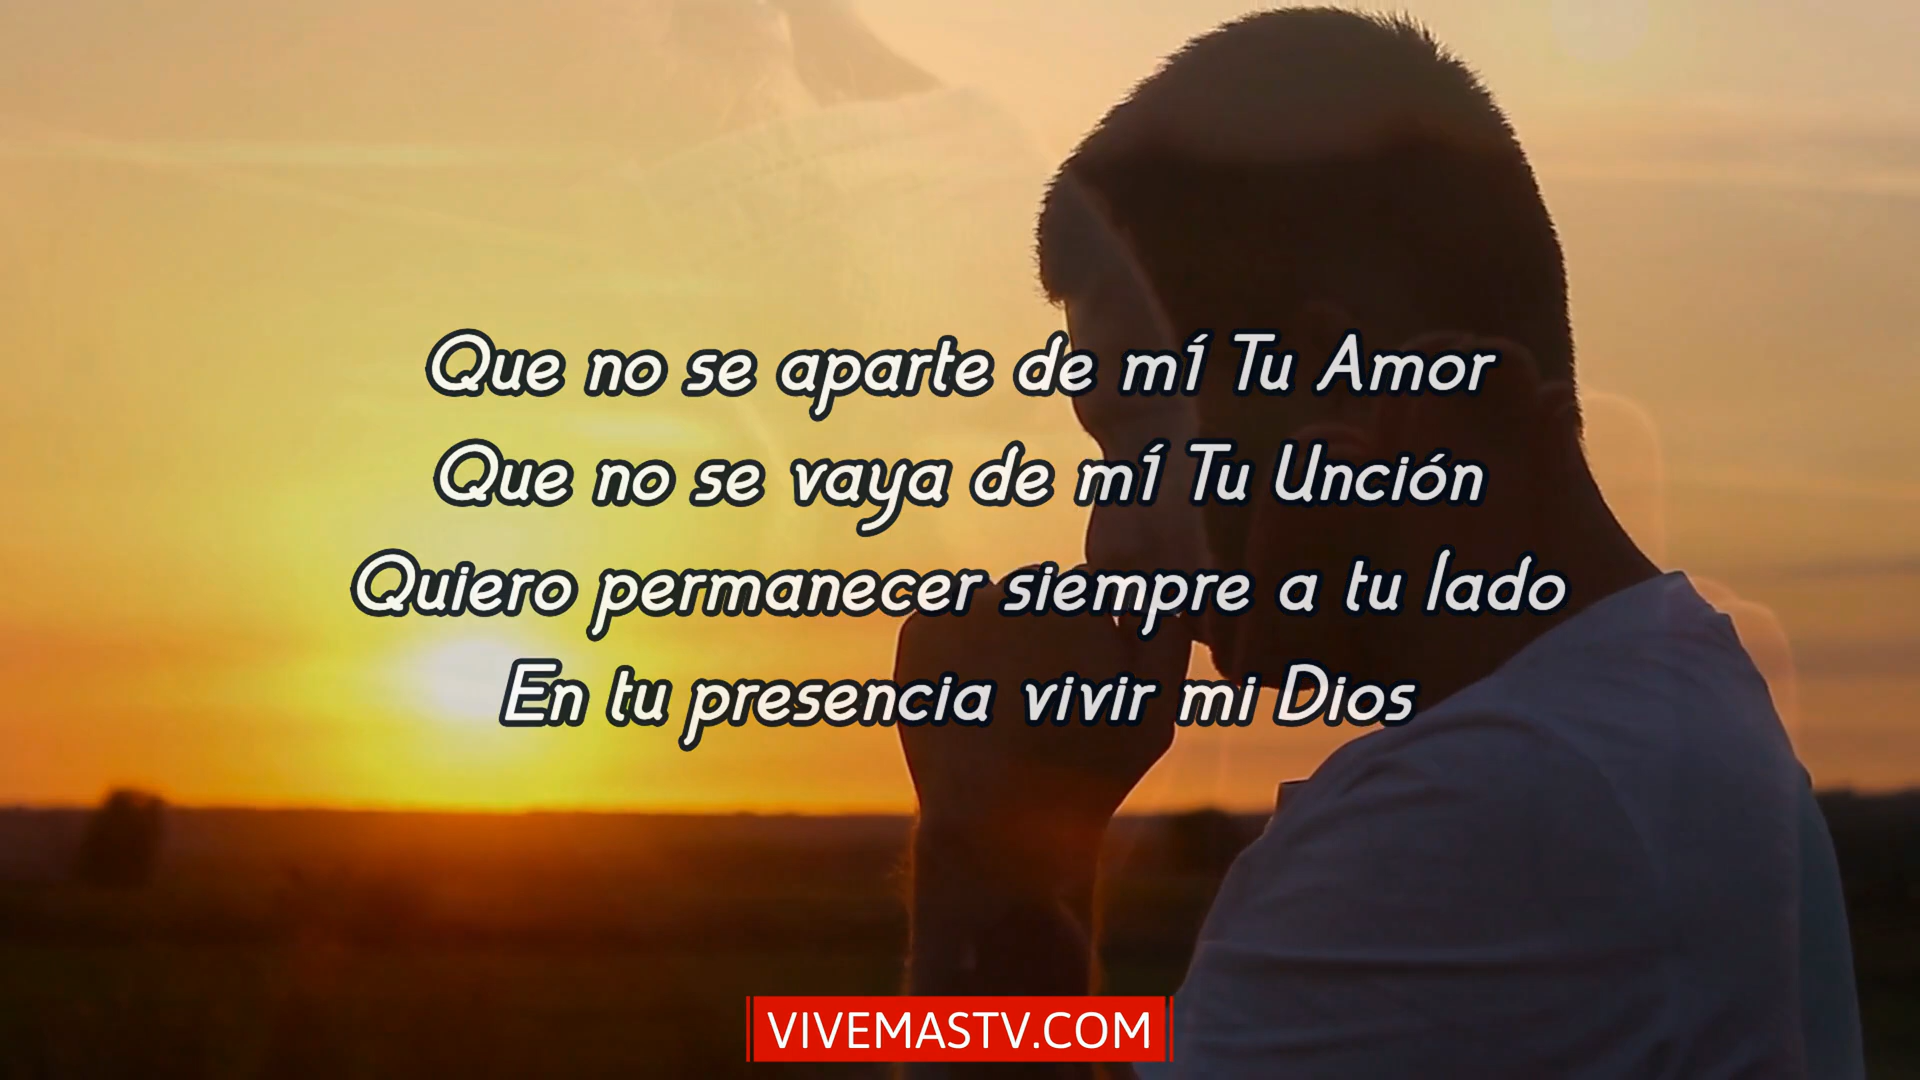 Que no se aparte de mí Tu Amor
Que no se vaya de mí Tu Unción
Quiero permanecer siempre a tu lado
En tu presencia vivir mi Dios
VIVEMASTV.COM